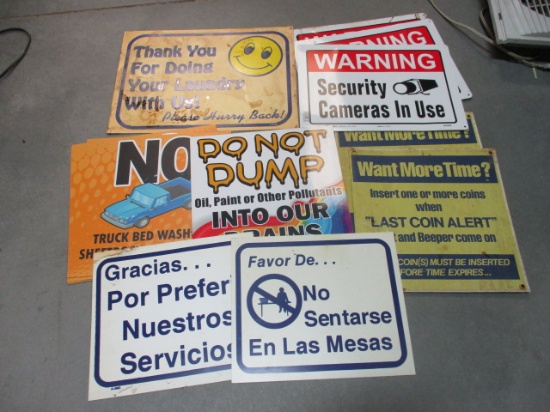 Thank You
For Doing
Your Laundry
With Us!
Please Hurry Back!
WARNING
WARNING
Security
Cameras In Use
NO
TRUCK BED WASH
DO NOT
DUMP
Oil, Paint or Other Pollutants
INTO OUR
DRAINS
Want More Time?
Want More Time?
Insert one or more coins
when
"LAST COIN ALERT"
and Beeper come on
COIN(S) MUST BE INSERTED
BEFORE TIME EXPIRES...
Gracias...
Por Prefer
Nuestros
Servicios
Favor De...
No
Sentarse
En Las Mesas